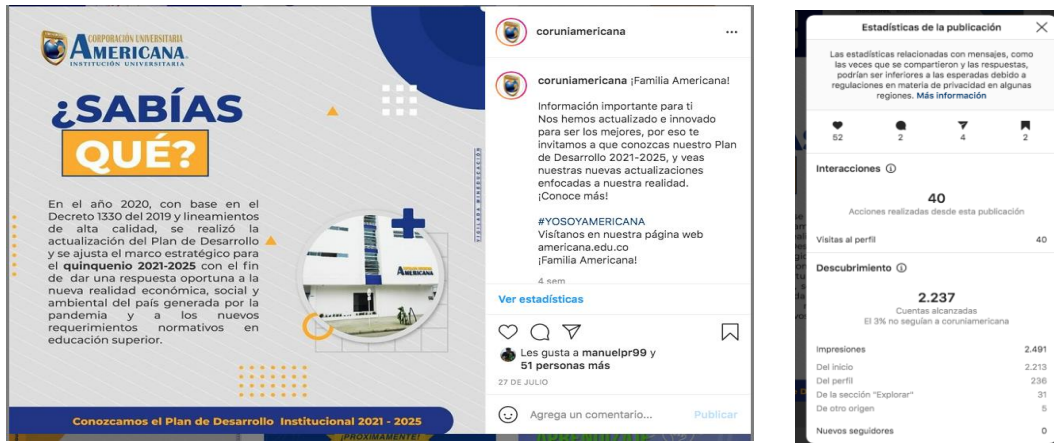 CORPORACIÓN UNIVERSITARIA
AMERICANA
INSTITUCIÓN UNIVERSITARIA
¿SABÍAS
QUÉ?
En el año 2020, con base en el
Decreto 1330 del 2019 y lineamientos
de alta calidad, se realizó la
actualización del Plan de Desarrollo
y se ajusta el marco estratégico para
el quinquenio 2021-2025 con el fin
de dar una respuesta oportuna a la
nueva realidad económica, social y
ambiental del país generada por la
pandemia y a los nuevos
requerimientos normativos en
educación superior.
AMERICANA
VIGILADA MINEDUCACIÓN
Conozcamos el Plan de Desarrollo Institucional 2021 - 2025
¡PROXIMAMENTE!
APRENDIZAJE
coruniamericana
coruniamericana ¡Familia Americana!
Información importante para ti
Nos hemos actualizado e innovado
para ser los mejores, por eso te
invitamos a que conozcas nuestro Plan
de Desarrollo 2021-2025, y veas
nuestras nuevas actualizaciones
enfocadas a nuestra realidad.
¡Conoce más!
#YOSOYAMERICANA
Visítanos en nuestra página web
americana.edu.co
¡Familia Americana!
4 sem
Ver estadísticas
Les gusta a manuelpr99 y
51 personas más
27 DE JULIO
Agrega un comentario... Publicar
Estadísticas de la publicación
Las estadísticas relacionadas con mensajes, como
las veces que se compartieron y las respuestas,
podrían ser inferiores a las esperadas debido a
regulaciones en materia de privacidad en algunas
regiones. Más información
52 2 4 2
Interacciones
40
Acciones realizadas desde esta publicación
Visitas al perfil 40
Descubrimiento
2.237
Cuentas alcanzadas
El 3% no seguían a coruniamericana
Impresiones 2.491
Del inicio 2.213
Del perfil 236
De la sección "Explorar" 31
De otro origen 5
Nuevos seguidores 0